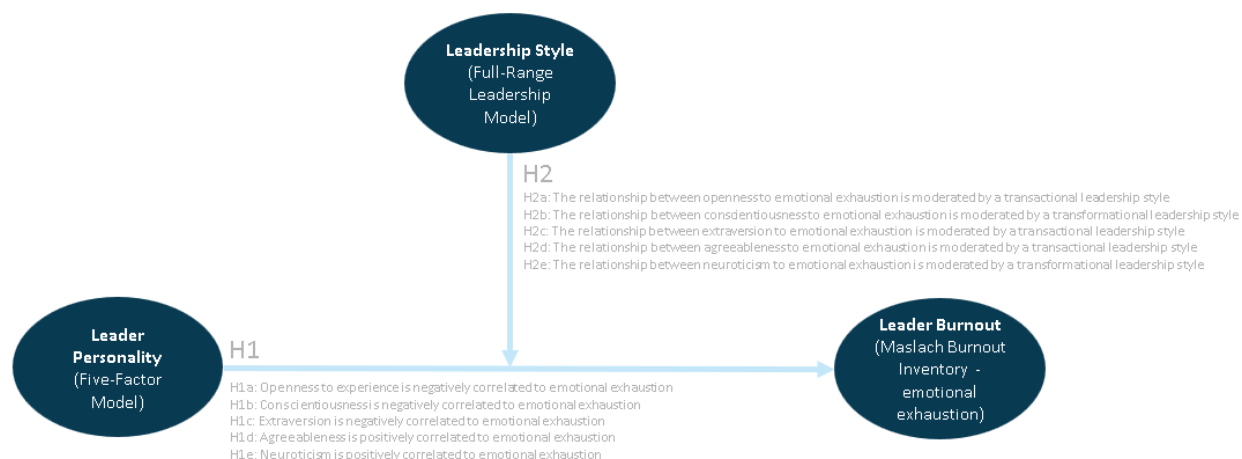 Leadership Style
(Full-Range
Leadership
Model)
H2
H2a: The relationship between openness to emotional exhaustion is moderated by a transactional leadership style
H2b: The relationship between conscientiousness to emotional exhaustion is moderated by a transformational leadership style
H2c: The relationship between extraversion to emotional exhaustion is moderated by a transactional leadership style
H2d: The relationship between agreeableness to emotional exhaustion is moderated by a transactional leadership style
H2e: The relationship between neuroticism to emotional exhaustion is moderated by a transformational leadership style
Leader
Personality
(Five-Factor
Model)
H1
H1a: Openness to experience is negatively correlated to emotional exhaustion
H1b: Conscientiousness is negatively correlated to emotional exhaustion
H1c: Extraversion is negatively correlated to emotional exhaustion
H1d: Agreeableness is positively correlated to emotional exhaustion
H1e: Neuroticism is positively correlated to emotional exhaustion
Leader Burnout
(Maslach Burnout
Inventory -
emotional
exhaustion)